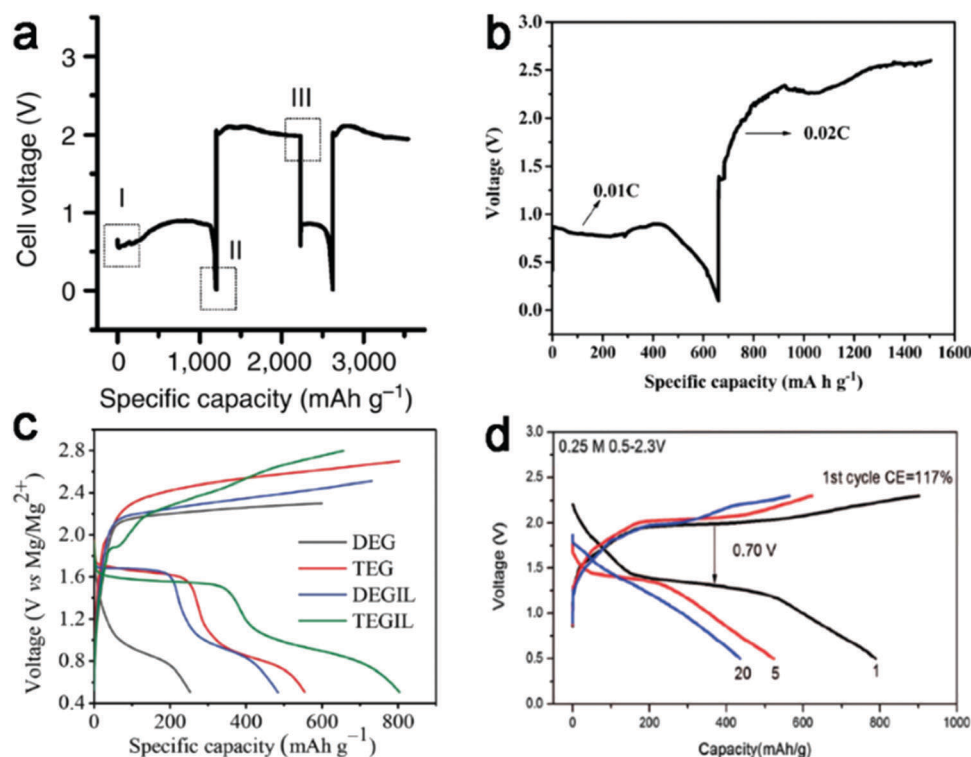 a
Cell voltage (V)
3
2
1
0
I
II
III
0
1,000
2,000
3,000
Specific capacity (mAh g⁻¹)
b
Voltage (V)
3.0
2.5
2.0
1.5
1.0
0.5
0.0
0.01C
0.02C
0
200
400
600
800
1000
1200
1400
1600
Specific capacity (mA h g⁻¹)
c
Voltage (V vs Mg/Mg²⁺)
2.8
2.4
2.0
1.6
1.2
0.8
0.4
DEG
TEG
DEGIL
TEGIL
0
200
400
600
800
Specific capacity (mAh g⁻¹)
d
Voltage (V)
3.0
2.5
2.0
1.5
1.0
0.5
0.0
0.25 M 0.5-2.3V
1st cycle CE=117%
0.70 V
20
5
1
0
200
400
600
800
1000
Capacity(mAh/g)